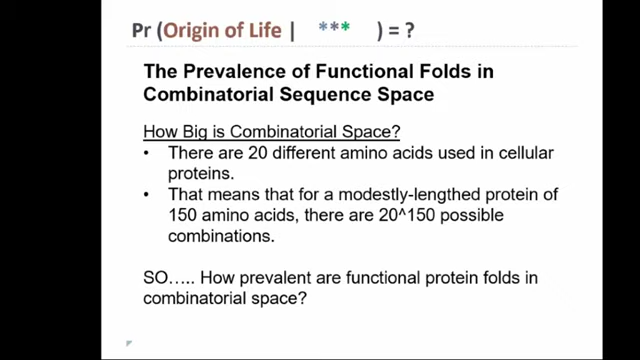 Pr (Origin of Life | *** ) = ?
The Prevalence of Functional Folds in
Combinatorial Sequence Space
How Big is Combinatorial Space?
• There are 20 different amino acids used in cellular
proteins.
• That means that for a modestly-lengthed protein of
150 amino acids, there are 20^150 possible
combinations.
SO..... How prevalent are functional protein folds in
combinatorial space?